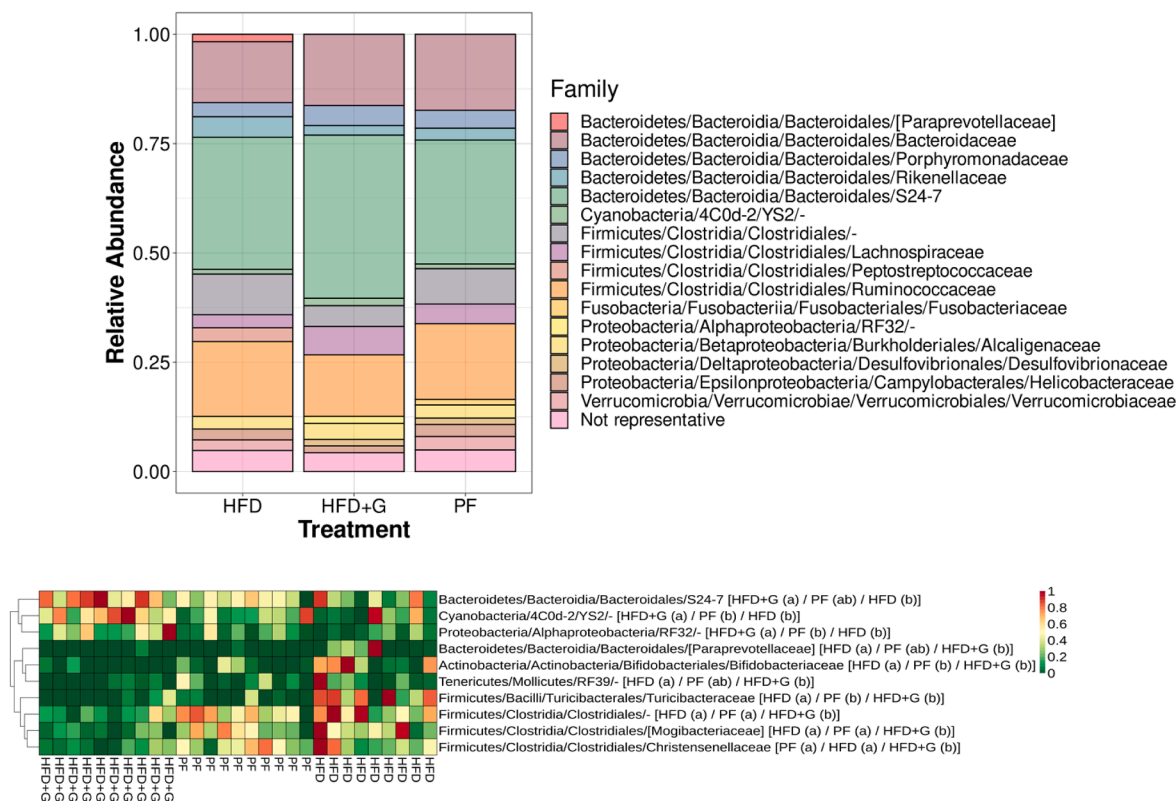 1.00
0.75
0.50
0.25
0.00
Relative Abundance
HFD HFD+G PF
Treatment
Family
Bacteroidetes/Bacteroidia/Bacteroidales/[Paraprevotellaceae]
Bacteroidetes/Bacteroidia/Bacteroidales/Bacteroidaceae
Bacteroidetes/Bacteroidia/Bacteroidales/Porphyromonadaceae
Bacteroidetes/Bacteroidia/Bacteroidales/Rikenellaceae
Bacteroidetes/Bacteroidia/Bacteroidales/S24-7
Cyanobacteria/4C0d-2/YS2/-
Firmicutes/Clostridia/Clostridiales/-
Firmicutes/Clostridia/Clostridiales/Lachnospiraceae
Firmicutes/Clostridia/Clostridiales/Peptostreptococcaceae
Firmicutes/Clostridia/Clostridiales/Ruminococcaceae
Fusobacteria/Fusobacteriia/Fusobacteriales/Fusobacteriaceae
Proteobacteria/Alphaproteobacteria/RF32/-
Proteobacteria/Betaproteobacteria/Burkholderiales/Alcaligenaceae
Proteobacteria/Deltaproteobacteria/Desulfovibrionales/Desulfovibrionaceae
Proteobacteria/Epsilonproteobacteria/Campylobacterales/Helicobacteraceae
Verrucomicrobia/Verrucomicrobiae/Verrucomicrobiales/Verrucomicrobiaceae
Not representative
Bacteroidetes/Bacteroidia/Bacteroidales/S24-7 [HFD+G (a) / PF (ab) / HFD (b)]
Cyanobacteria/4C0d-2/YS2/- [HFD+G (a) / PF (b) / HFD (b)]
Proteobacteria/Alphaproteobacteria/RF32/- [HFD+G (a) / PF (b) / HFD (b)]
Bacteroidetes/Bacteroidia/Bacteroidales/[Paraprevotellaceae] [HFD (a) / PF (ab) / HFD+G (b)]
Actinobacteria/Actinobacteria/Bifidobacteriales/Bifidobacteriaceae [HFD (a) / PF (b) / HFD+G (b)]
Tenericutes/Mollicutes/RF39/- [HFD (a) / PF (ab) / HFD+G (b)]
Firmicutes/Bacilli/Turicibacterales/Turicibacteraceae [HFD (a) / PF (b) / HFD+G (b)]
Firmicutes/Clostridia/Clostridiales/- [HFD (a) / PF (a) / HFD+G (b)]
Firmicutes/Clostridia/Clostridiales/[Mogibacteriaceae] [HFD (a) / PF (a) / HFD+G (b)]
Firmicutes/Clostridia/Clostridiales/Christensenellaceae [PF (a) / HFD (a) / HFD+G (b)]
1
0.8
0.6
0.4
0.2
0
HFD+G HFD+G HFD+G HFD+G HFD+G HFD+G HFD+G HFD+G HFD+G HFD+G PF PF PF PF PF PF PF PF PF PF HFD HFD HFD HFD HFD HFD HFD HFD HFD